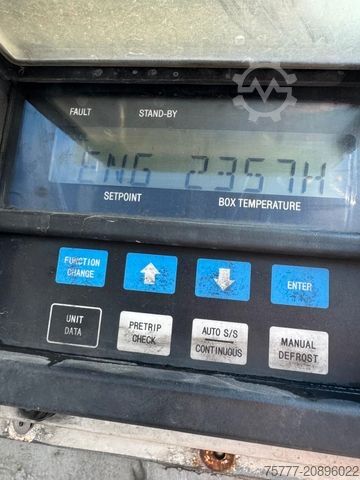 FAULT STAND-BY
ENG 2357H
SETPOINT BOX TEMPERATURE
FUNCTION CHANGE
ENTER
UNIT DATA
PRETRIP CHECK
AUTO S/S CONTINUOUS
MANUAL DEFROST
75777-20896022